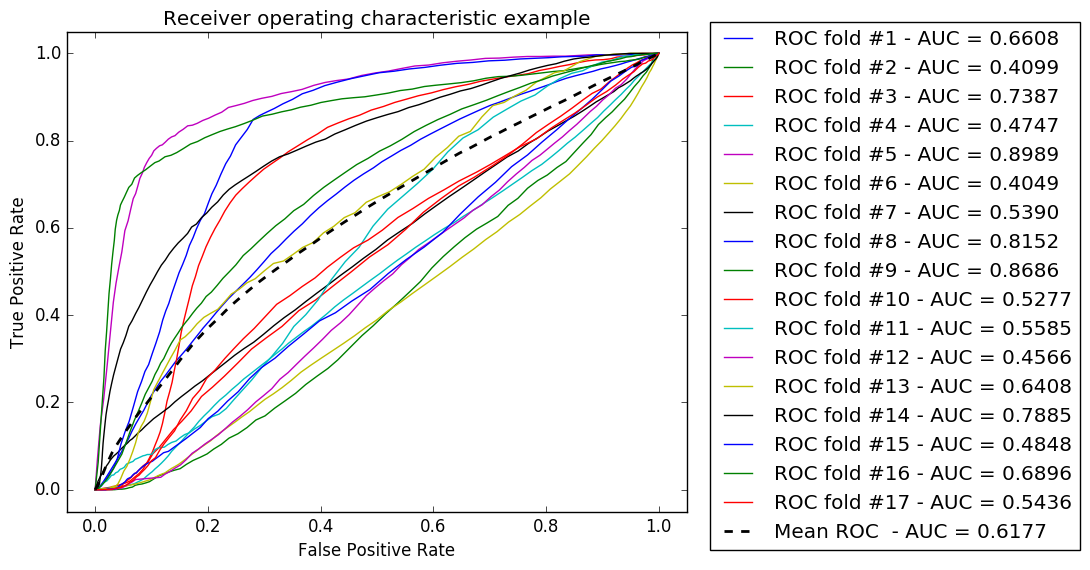 Receiver operating characteristic example
True Positive Rate
1.0
0.8
0.6
0.4
0.2
0.0
0.0 0.2 0.4 0.6 0.8 1.0
False Positive Rate
ROC fold #1 - AUC = 0.6608
ROC fold #2 - AUC = 0.4099
ROC fold #3 - AUC = 0.7387
ROC fold #4 - AUC = 0.4747
ROC fold #5 - AUC = 0.8989
ROC fold #6 - AUC = 0.4049
ROC fold #7 - AUC = 0.5390
ROC fold #8 - AUC = 0.8152
ROC fold #9 - AUC = 0.8686
ROC fold #10 - AUC = 0.5277
ROC fold #11 - AUC = 0.5585
ROC fold #12 - AUC = 0.4566
ROC fold #13 - AUC = 0.6408
ROC fold #14 - AUC = 0.7885
ROC fold #15 - AUC = 0.4848
ROC fold #16 - AUC = 0.6896
ROC fold #17 - AUC = 0.5436
Mean ROC  - AUC = 0.6177